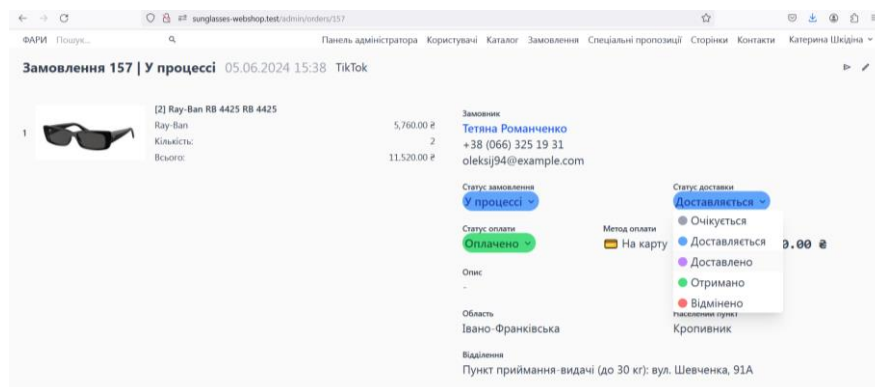 sunglasses-webshop.test/admin/orders/157
ФАРИ Пошук... Панель адміністратора Користувачі Каталог Замовлення Спеціальні пропозиції Сторінки Контакти Катерина Шкідіна
Замовлення 157 | У процессі 05.06.2024 15:38 TikTok
[2] Ray-Ban RB 4425 RB 4425
1
Ray-Ban 5,760.00 ₴
Кількість: 2
Всього: 11,520.00 ₴
Замовник
Тетяна Романченко
+38 (066) 325 19 31
oleksij94@example.com
Статус замовлення Статус доставки
У процессі Доставляється
Очікується
Доставляється
Доставлено
Отримано
Відмінено
Статус оплати Метод оплати
Оплачено На карту 0.00 ₴
Опис
-
Область Населений пункт
Івано-Франківська Кропивник
Відділення
Пункт приймання-видачі (до 30 кг): вул. Шевченка, 91А